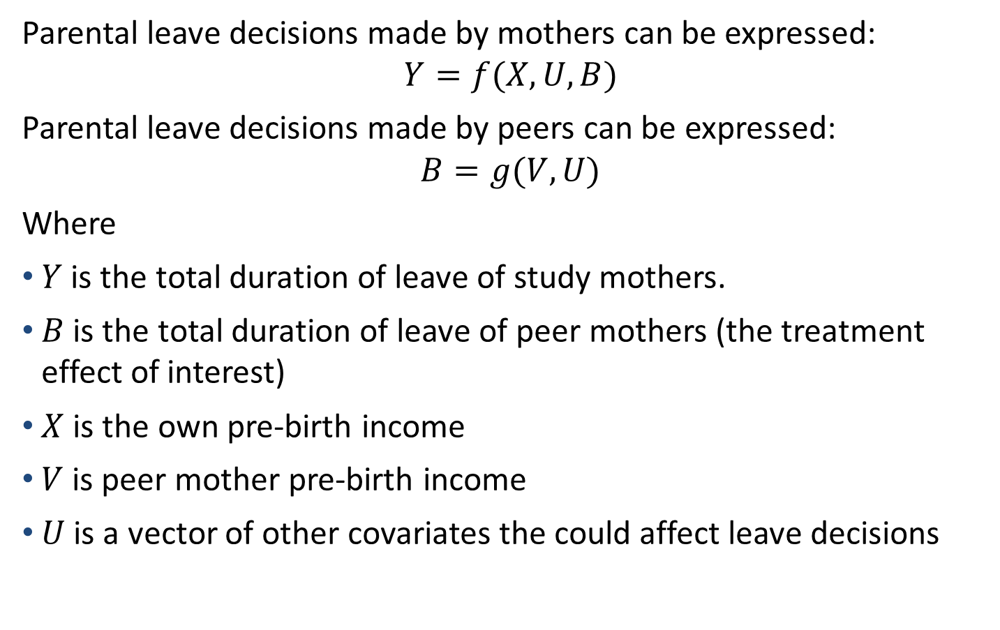 Parental leave decisions made by mothers can be expressed:
𝑌 = 𝑓(𝑋, 𝑈, 𝐵)
Parental leave decisions made by peers can be expressed:
𝐵 = 𝑔(𝑉, 𝑈)
Where
• 𝑌 is the total duration of leave of study mothers.
• 𝐵 is the total duration of leave of peer mothers (the treatment
effect of interest)
• 𝑋 is the own pre-birth income
• 𝑉 is peer mother pre-birth income
• 𝑈 is a vector of other covariates the could affect leave decisions